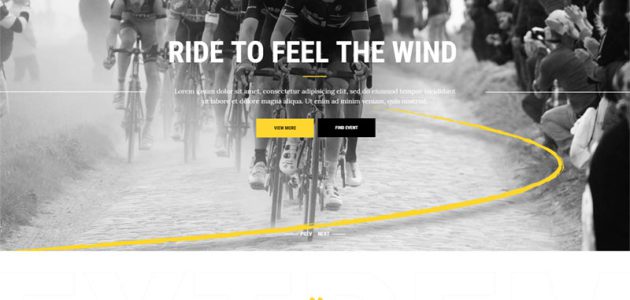 RIDE TO FEEL THE WIND
Lorem ipsum dolor sit amet, consectetur adipisicing elit, sed do eiusmod tempor incididunt
ut labore et dolore magna aliqua. Ut enim ad minim veniam, quis nostrud.
VIEW MORE
FIND EVENT
PREV
NEXT